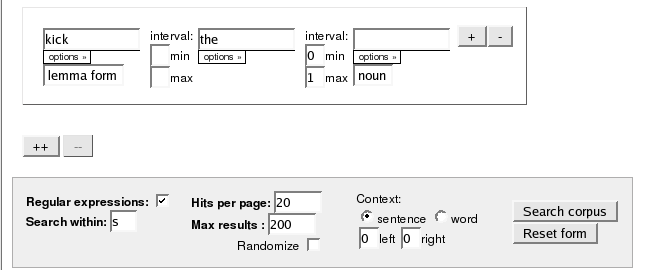 kick interval: the interval: + -
options » min options » 0 min options »
lemma form max 1 max noun
++ --
Regular expressions: Hits per page: 20 Context:
Search within: s Max results : 200 sentence word Search corpus
Randomize 0 left 0 right Reset form